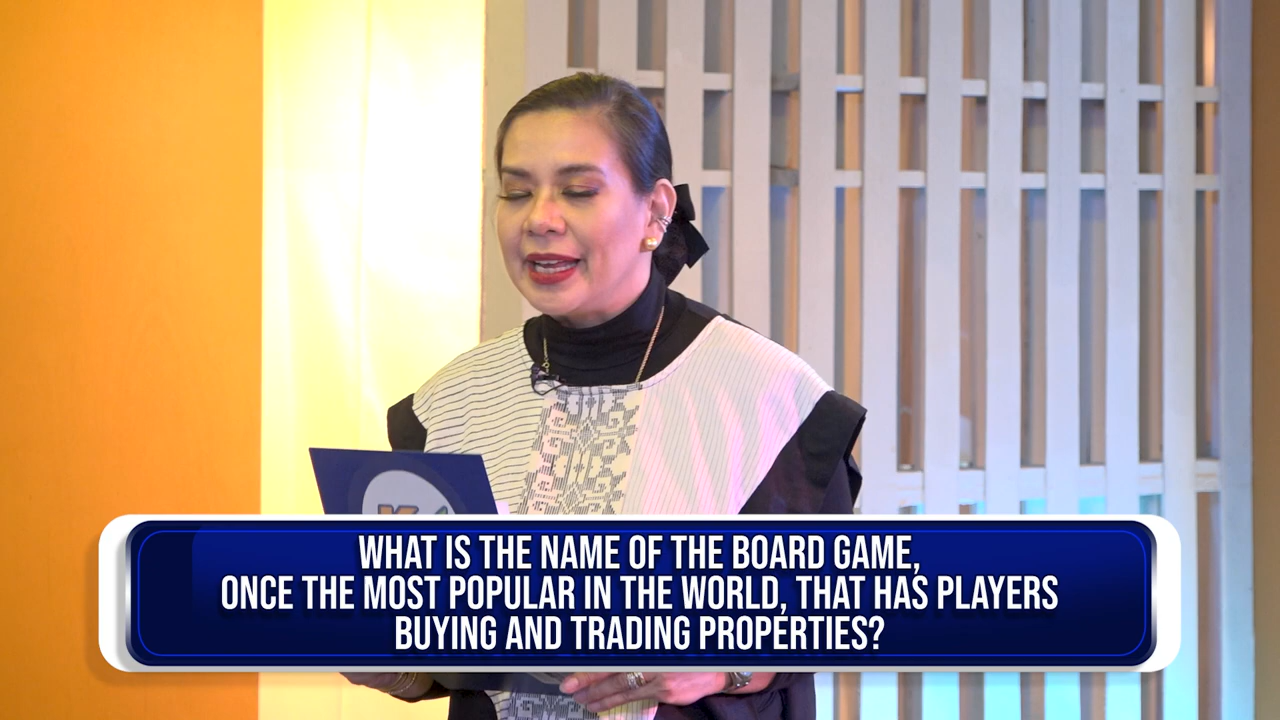 WHAT IS THE NAME OF THE BOARD GAME,
ONCE THE MOST POPULAR IN THE WORLD, THAT HAS PLAYERS
BUYING AND TRADING PROPERTIES?